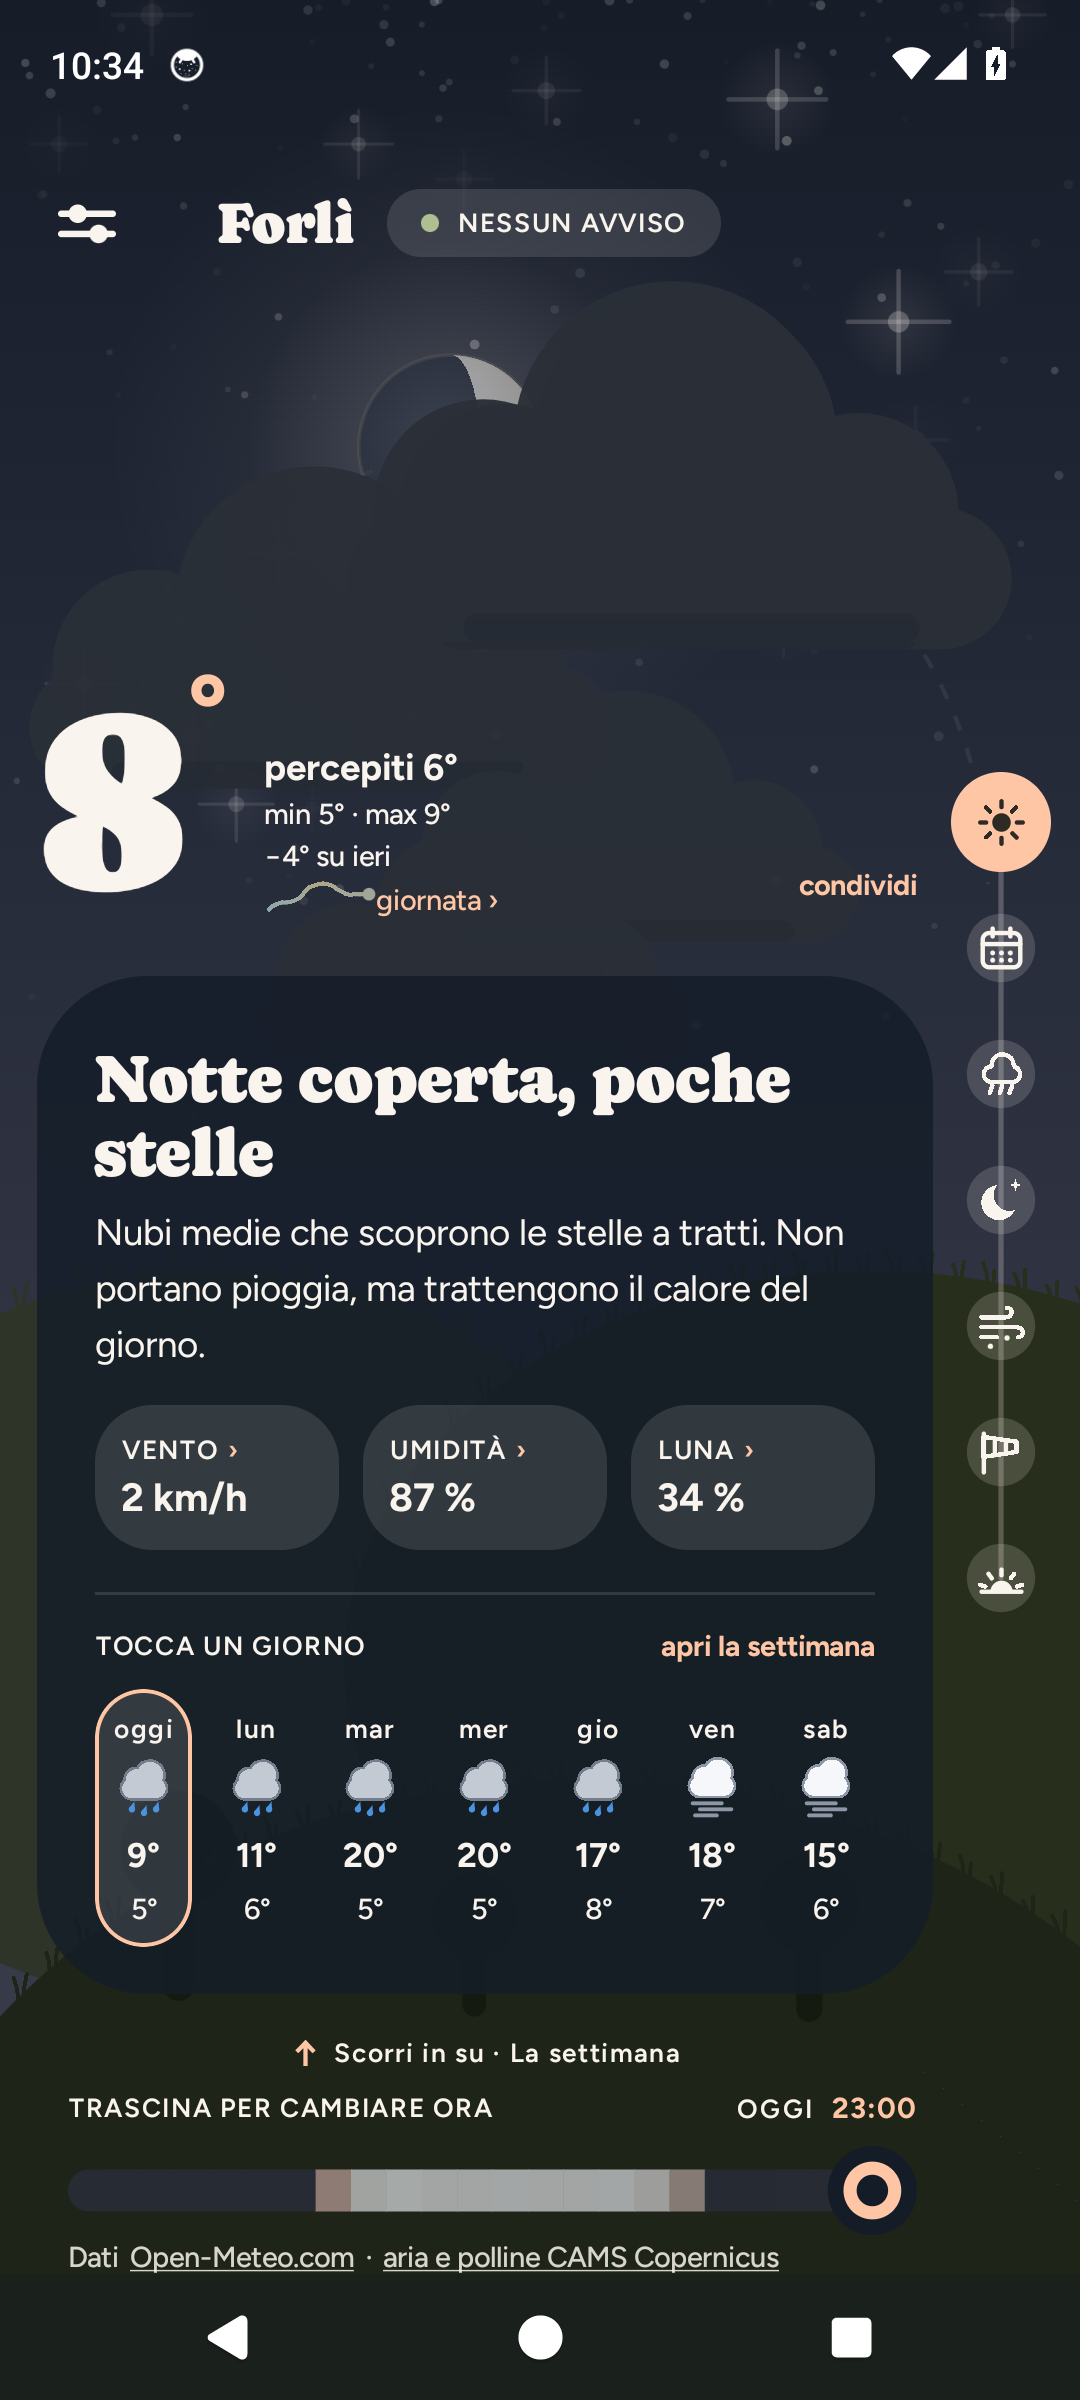 10:34
Forlì
NESSUN AVVISO
8°
percepiti 6°
min 5° · max 9°
−4° su ieri
giornata ›
condividi
Notte coperta, poche
stelle
Nubi medie che scoprono le stelle a tratti. Non
portano pioggia, ma trattengono il calore del
giorno.
VENTO › UMIDITÀ › LUNA ›
2 km/h 87 % 34 %
TOCCA UN GIORNO apri la settimana
oggi lun mar mer gio ven sab
9° 11° 20° 20° 17° 18° 15°
5° 6° 5° 5° 8° 7° 6°
↑ Scorri in su · La settimana
TRASCINA PER CAMBIARE ORA OGGI 23:00
Dati Open-Meteo.com · aria e polline CAMS Copernicus